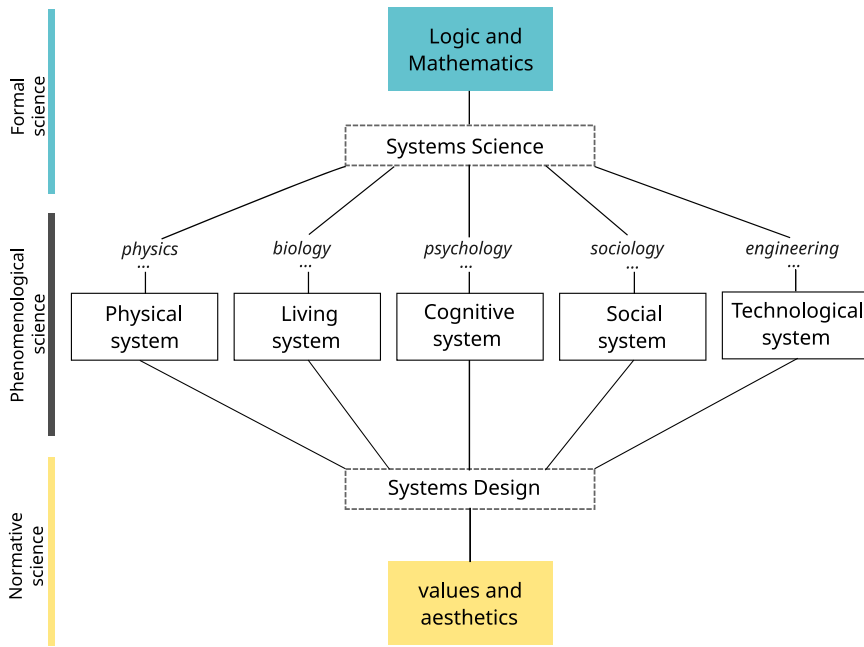 Formal
science
Logic and
Mathematics
Systems Science
Phenomenological
science
physics
...
biology
...
psychology
...
sociology
...
engineering
...
Physical
system
Living
system
Cognitive
system
Social
system
Technological
system
Normative
science
Systems Design
values and
aesthetics